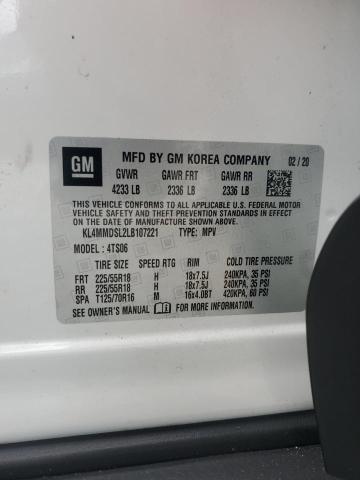 GM
MFD BY GM KOREA COMPANY 02/20
GVWR GAWR FRT GAWR RR
4233 LB 2336 LB 2336 LB
THIS VEHICLE CONFORMS TO ALL APPLICABLE U.S. FEDERAL MOTOR
VEHICLE SAFETY AND THEFT PREVENTION STANDARDS IN EFFECT ON
THE DATE OF MANUFACTURE SHOWN ABOVE.
KL4MMDSL2LB107221 TYPE: MPV
MODEL: 4TS06
TIRE SIZE SPEED RTG RIM COLD TIRE PRESSURE
FRT 225/55R18 H 18x7.5J 240KPA, 35 PSI
RR 225/55R18 H 18x7.5J 240KPA, 35 PSI
SPA T125/70R16 M 16x4.0BT 420KPA, 60 PSI
SEE OWNER'S MANUAL FOR MORE INFORMATION